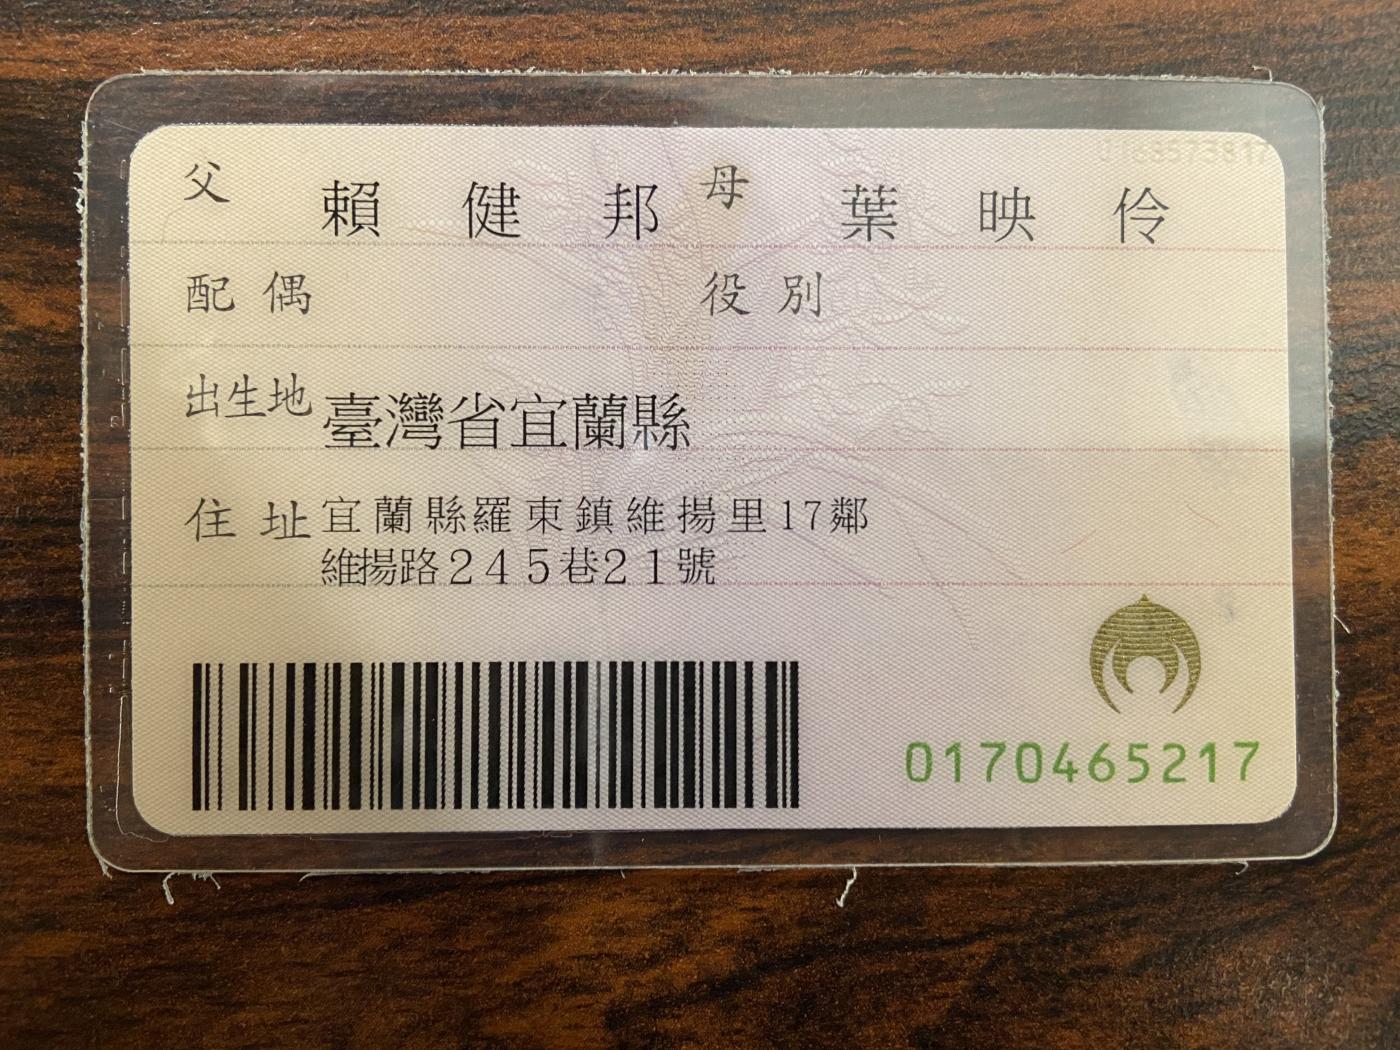 父 賴健邦 母 葉映伶
配偶 役別
出生地 臺灣省宜蘭縣
住址 宜蘭縣羅東鎮維揚里17鄰
維揚路245巷21號
0170465217